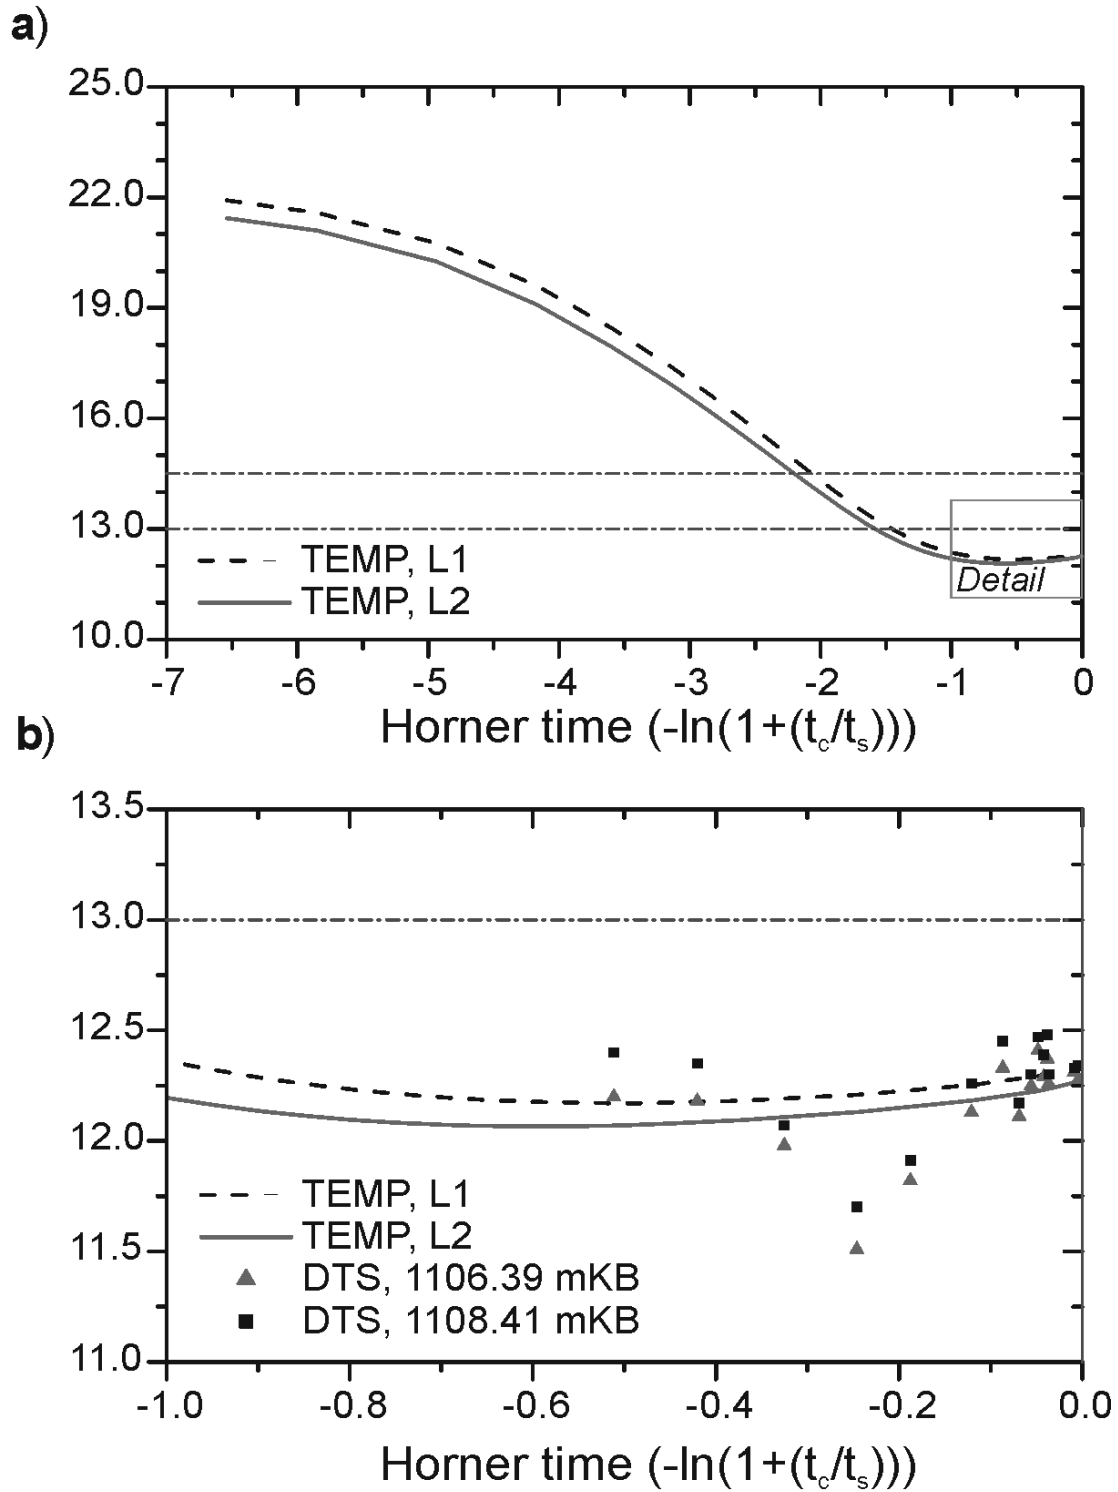 a)
25.0
22.0
19.0
16.0
13.0
10.0
TEMP, L1
TEMP, L2
Detail
-7 -6 -5 -4 -3 -2 -1 0
Horner time (-ln(1+(tc/ts)))
b)
13.5
13.0
12.5
12.0
11.5
11.0
TEMP, L1
TEMP, L2
DTS, 1106.39 mKB
DTS, 1108.41 mKB
-1.0 -0.8 -0.6 -0.4 -0.2 0.0
Horner time (-ln(1+(tc/ts)))